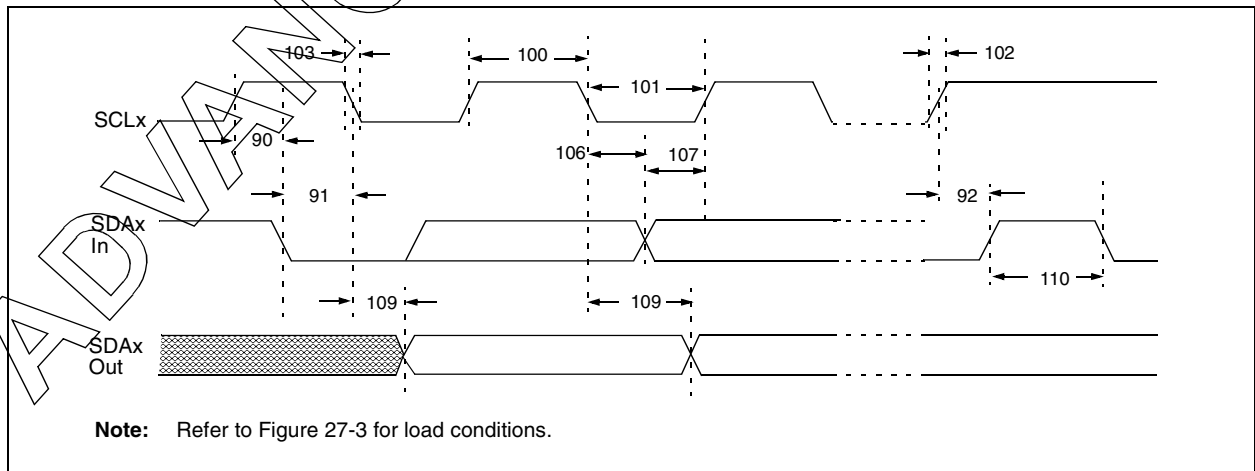 103
100
101
102
SCLx
90
106
107
91
92
SDAx
In
110
109
109
SDAx
Out
Note: Refer to Figure 27-3 for load conditions.
ADVANC